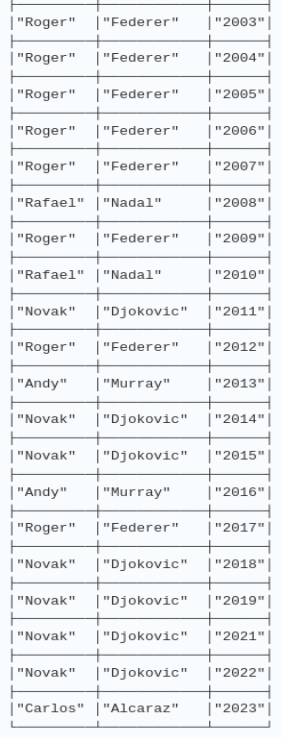 |"Roger"  |"Federer"  |"2003"|
|"Roger"  |"Federer"  |"2004"|
|"Roger"  |"Federer"  |"2005"|
|"Roger"  |"Federer"  |"2006"|
|"Roger"  |"Federer"  |"2007"|
|"Rafael" |"Nadal"    |"2008"|
|"Roger"  |"Federer"  |"2009"|
|"Rafael" |"Nadal"    |"2010"|
|"Novak"  |"Djokovic" |"2011"|
|"Roger"  |"Federer"  |"2012"|
|"Andy"   |"Murray"   |"2013"|
|"Novak"  |"Djokovic" |"2014"|
|"Novak"  |"Djokovic" |"2015"|
|"Andy"   |"Murray"   |"2016"|
|"Roger"  |"Federer"  |"2017"|
|"Novak"  |"Djokovic" |"2018"|
|"Novak"  |"Djokovic" |"2019"|
|"Novak"  |"Djokovic" |"2021"|
|"Novak"  |"Djokovic" |"2022"|
|"Carlos" |"Alcaraz"  |"2023"|